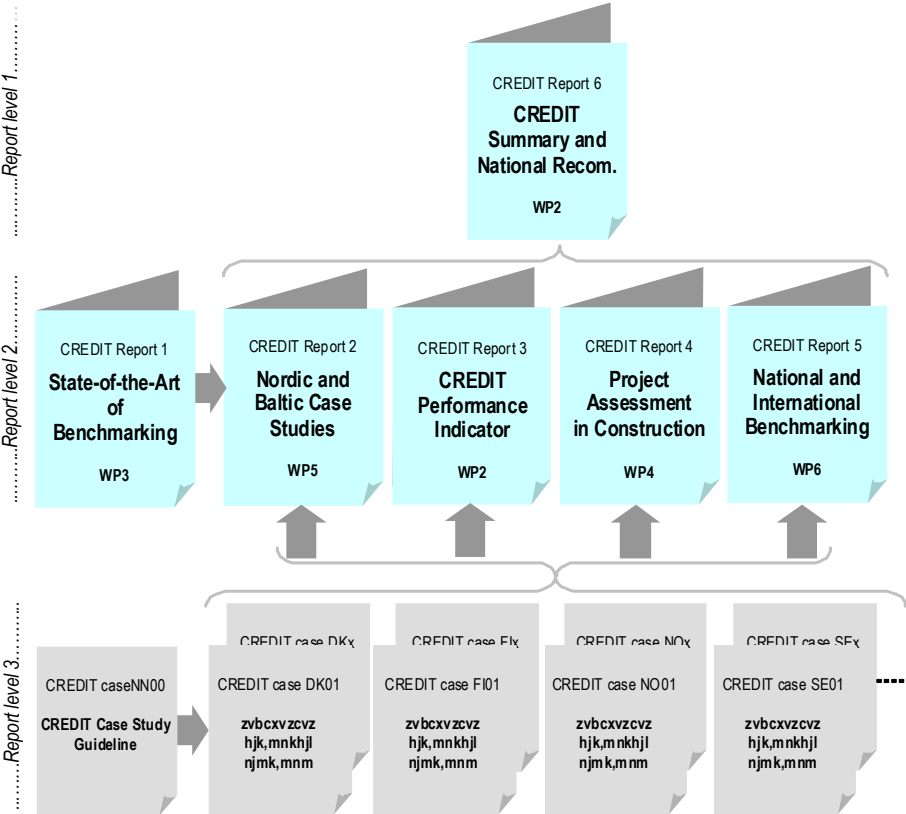 Report level 1
CREDIT Report 6
CREDIT
Summary and
National Recom.
WP2
Report level 2
CREDIT Report 1
State-of-the-Art
of
Benchmarking
WP3
CREDIT Report 2
Nordic and
Baltic Case
Studies
WP5
CREDIT Report 3
CREDIT
Performance
Indicator
WP2
CREDIT Report 4
Project
Assessment
in Construction
WP4
CREDIT Report 5
National and
International
Benchmarking
WP6
Report level 3
CREDIT caseNN00
CREDIT Case Study
Guideline
CREDIT case DKx
CREDIT case DK01
zvbcxvzcvz
hjk,mnkhjl
njmk,mnm
CREDIT case FIx
CREDIT case FI01
zvbcxvzcvz
hjk,mnkhjl
njmk,mnm
CREDIT case NOx
CREDIT case NO01
zvbcxvzcvz
hjk,mnkhjl
njmk,mnm
CREDIT case SEx
CREDIT case SE01
zvbcxvzcvz
hjk,mnkhjl
njmk,mnm